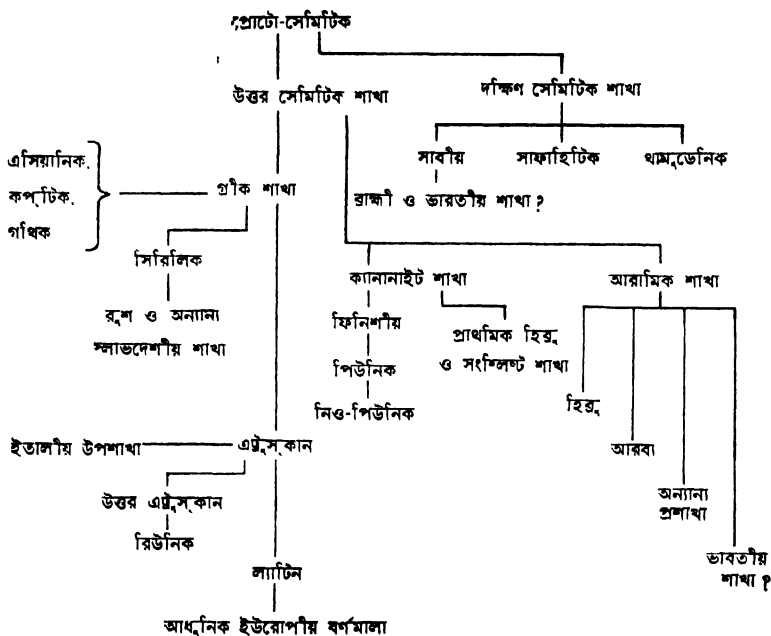 প্রোটো-সেমিটিক
উত্তর সেমিটিক শাখা
দক্ষিণ সেমিটিক শাখা
সাবীয়
সাফাহিটিক
থামুডেনিক
ব্রাহ্মী ও ভারতীয় শাখা?
এসিয়ানিক.
কপ্‌টিক.
গথিক
গ্রীক শাখা
সিরিলিক
রুশ ও অন্যান্য
স্লাভদেশীয় শাখা
ক্যানানাইট শাখা
আরামিক শাখা
ফিনিশীয়
পিউনিক
নিও-পিউনিক
প্রাথমিক হিব্রু
ও সংশ্লিষ্ট শাখা
হিব্রু
আরব্য
অন্যান্য
প্রশাখা
ভাবতীয়
শাখা?
ইতালীয় উপশাখা
এট্রুস্‌কান
উত্তর এট্রুস্‌কান
রিউনিক
ল্যাটিন
আধুনিক ইউরোপীয় বর্ণমালা